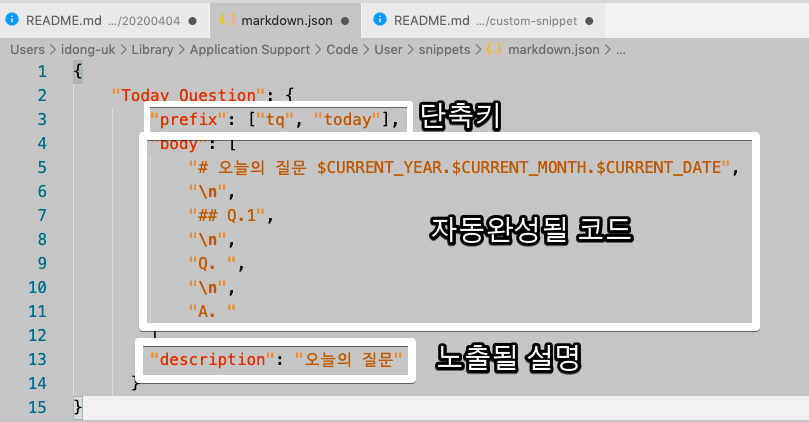 README.md .../20200404
markdown.json
README.md .../custom-snippet
Users > idong-uk > Library > Application Support > Code > User > snippets > {} markdown.json > ...
1 {
2 "Today Question": {
3 "prefix": ["tq", "today"], 단축키
4 "body": [
5 "# 오늘의 질문 $CURRENT_YEAR.$CURRENT_MONTH.$CURRENT_DATE",
6 "\n",
7 "## Q.1",
8 "\n", 자동완성될 코드
9 "Q. ",
10 "\n",
11 "A. "
12 ]
13 "description": "오늘의 질문" 노출될 설명
14 }
15 }